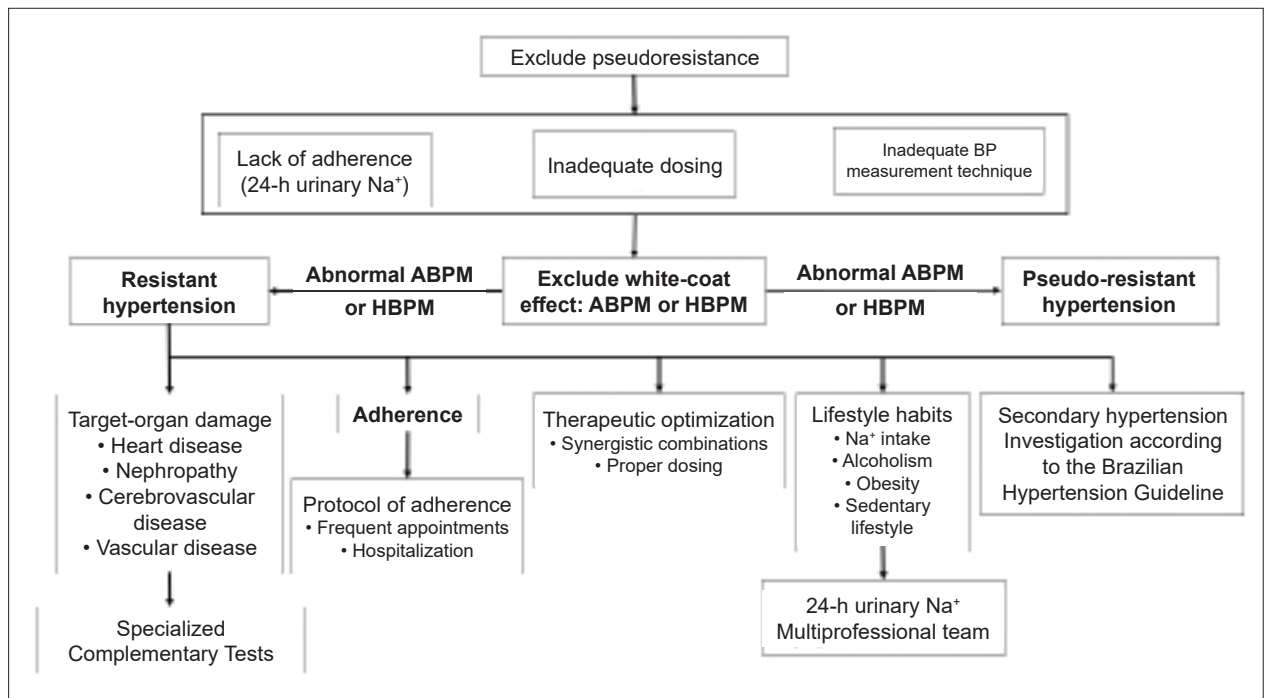 Exclude pseudoresistance
Lack of adherence
(24-h urinary Na⁺)
Inadequate dosing
Inadequate BP
measurement technique
Resistant
hypertension
Abnormal ABPM
or HBPM
Exclude white-coat
effect: ABPM or HBPM
Abnormal ABPM
or HBPM
Pseudo-resistant
hypertension
Target-organ damage
• Heart disease
• Nephropathy
• Cerebrovascular
disease
• Vascular disease
Specialized
Complementary Tests
Adherence
Protocol of adherence
• Frequent appointments
• Hospitalization
Therapeutic optimization
• Synergistic combinations
• Proper dosing
Lifestyle habits
• Na⁺ intake
• Alcoholism
• Obesity
• Sedentary
lifestyle
24-h urinary Na⁺
Multiprofessional team
Secondary hypertension
Investigation according
to the Brazilian
Hypertension Guideline